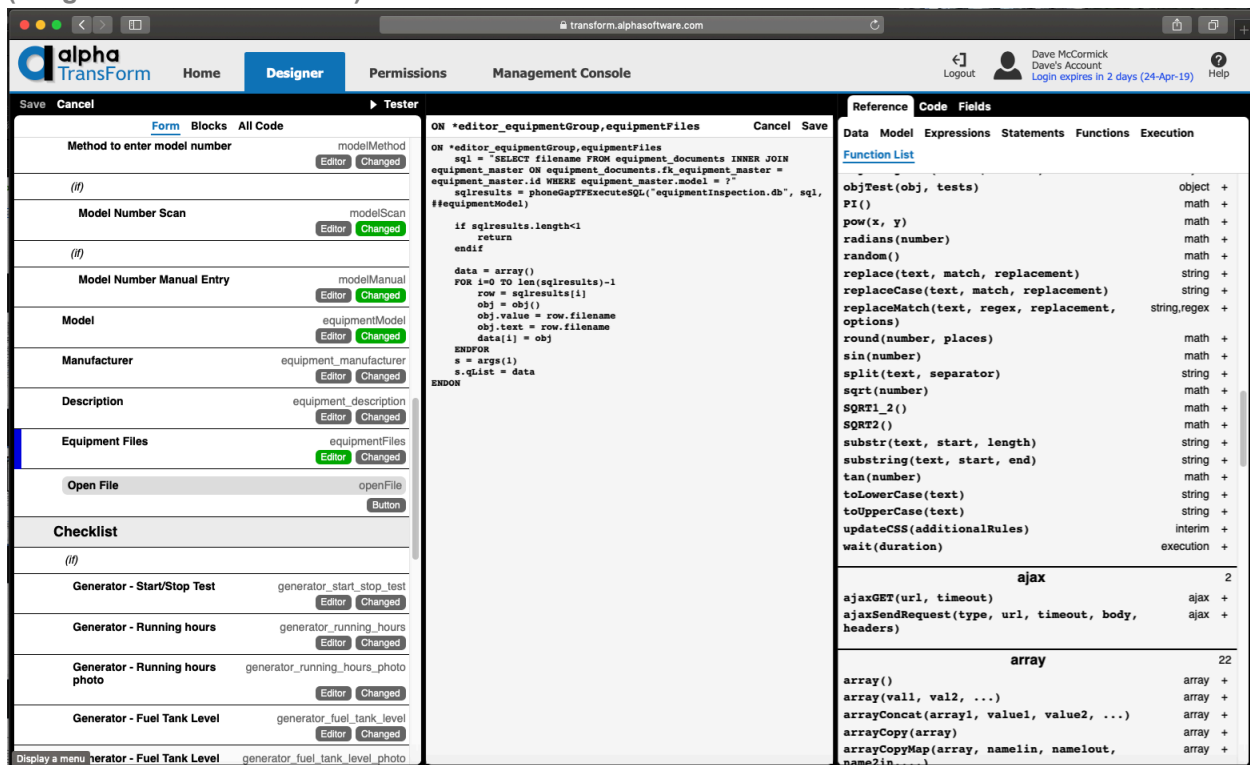 transform.alphasoftware.com
alpha
TransForm
Home
Designer
Permissions
Management Console
Logout
Dave McCormick
Dave's Account
Login expires in 2 days (24-Apr-19)
Help
Save Cancel
Tester
Form Blocks All Code
Method to enter model number modelMethod
Editor Changed
(if)
Model Number Scan modelScan
Editor Changed
(if)
Model Number Manual Entry modelManual
Editor Changed
Model equipmentModel
Editor Changed
Manufacturer equipment_manufacturer
Editor Changed
Description equipment_description
Editor Changed
Equipment Files equipmentFiles
Editor Changed
Open File openFile
Button
Checklist
(if)
Generator - Start/Stop Test generator_start_stop_test
Editor Changed
Generator - Running hours generator_running_hours
Editor Changed
Generator - Running hours photo generator_running_hours_photo
Editor Changed
Generator - Fuel Tank Level generator_fuel_tank_level
Editor Changed
Display a menu
nerator - Fuel Tank Level generator_fuel_tank_level_photo
ON *editor_equipmentGroup,equipmentFiles Cancel Save
ON *editor_equipmentGroup,equipmentFiles
sql = "SELECT filename FROM equipment_documents INNER JOIN
equipment_master ON equipment_documents.fk_equipment_master =
equipment_master.id WHERE equipment_master.model = ?"
sqlresults = phoneGapTFExecuteSQL("equipmentInspection.db", sql,
##equipmentModel)
if sqlresults.length<1
return
endif
data = array()
FOR i=0 TO len(sqlresults)-1
row = sqlresults[i]
obj = obj()
obj.value = row.filename
obj.text = row.filename
data[i] = obj
ENDFOR
s = args(1)
s.qList = data
ENDON
Reference Code Fields
Data Model Expressions Statements Functions Execution
Function List
objTest(obj, tests) object +
PI() math +
pow(x, y) math +
radians(number) math +
random() math +
replace(text, match, replacement) string +
replaceCase(text, match, replacement) string +
replaceMatch(text, regex, replacement, string,regex +
options)
round(number, places) math +
sin(number) math +
split(text, separator) string +
sqrt(number) math +
SQRT1_2() math +
SQRT2() math +
substr(text, start, length) string +
substring(text, start, end) string +
tan(number) math +
toLowerCase(text) string +
toUpperCase(text) string +
updateCSS(additionalRules) interim +
wait(duration) execution +
ajax 2
ajaxGET(url, timeout) ajax +
ajaxSendRequest(type, url, timeout, body, ajax +
headers)
array 22
array() array +
array(val1, val2, ...) array +
arrayConcat(array1, value1, value2, ...) array +
arrayCopy(array) array +
arrayCopyMap(array, name1in, name1out, array +